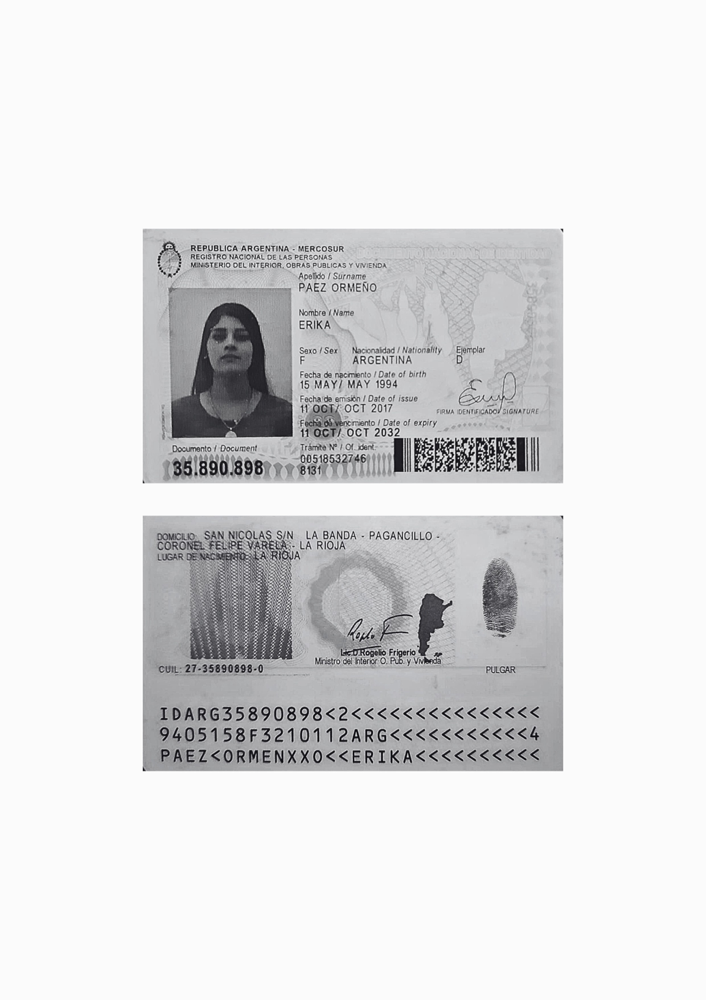 REPUBLICA ARGENTINA - MERCOSUR
REGISTRO NACIONAL DE LAS PERSONAS
MINISTERIO DEL INTERIOR, OBRAS PUBLICAS Y VIVIENDA
DOCUMENTO NACIONAL DE IDENTIDAD
Apellido / Surname
PAEZ ORMEÑO
Nombre / Name
ERIKA
Sexo / Sex Nacionalidad / Nationality Ejemplar
F ARGENTINA D
Fecha de nacimiento / Date of birth
15 MAY/ MAY 1994
Fecha de emisión / Date of issue
11 OCT/ OCT 2017
FIRMA IDENTIFICADO/ SIGNATURE
Fecha de vencimiento / Date of expiry
11 OCT/ OCT 2032
Documento / Document
35.890.898
Trámite Nº / Of. ident.
00518532746
8131
DOMICILIO: SAN NICOLAS S/N LA BANDA - PAGANCILLO -
CORONEL FELIPE VARELA - LA RIOJA
LUGAR DE NACIMIENTO: LA RIOJA
Lic.D.Rogelio Frigerio
Ministro del Interior O. Pub. y Vivienda
CUIL: 27-35890898-0
PULGAR
IDARG35890898<2<<<<<<<<<<<<<<<
9405158F3210112ARG<<<<<<<<<<<4
PAEZ<ORMENXXO<<ERIKA<<<<<<<<<<